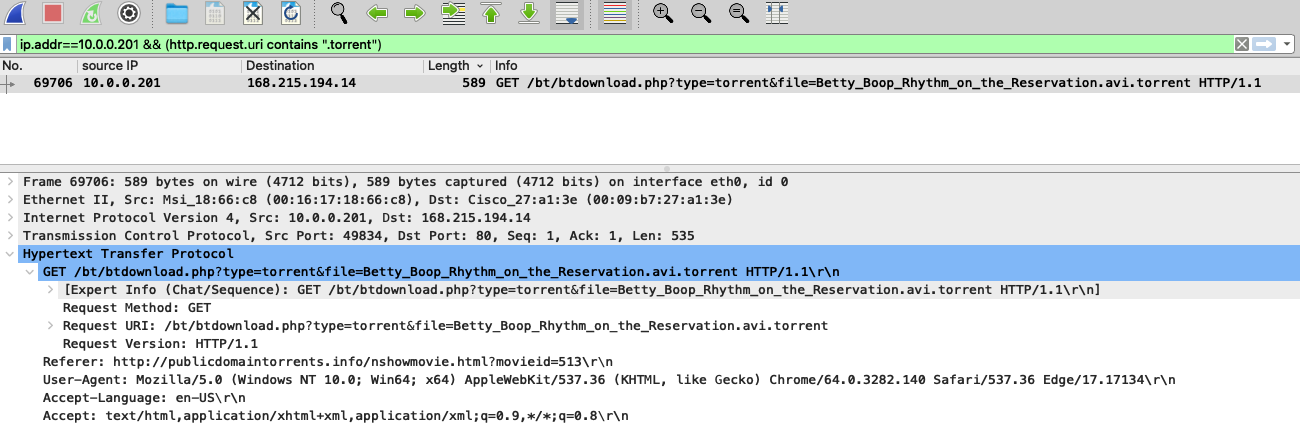 ip.addr==10.0.0.201 && (http.request.uri contains ".torrent")
No. source IP Destination Length Info
69706 10.0.0.201 168.215.194.14 589 GET /bt/btdownload.php?type=torrent&file=Betty_Boop_Rhythm_on_the_Reservation.avi.torrent HTTP/1.1
Frame 69706: 589 bytes on wire (4712 bits), 589 bytes captured (4712 bits) on interface eth0, id 0
Ethernet II, Src: Msi_18:66:c8 (00:16:17:18:66:c8), Dst: Cisco_27:a1:3e (00:09:b7:27:a1:3e)
Internet Protocol Version 4, Src: 10.0.0.201, Dst: 168.215.194.14
Transmission Control Protocol, Src Port: 49834, Dst Port: 80, Seq: 1, Ack: 1, Len: 535
Hypertext Transfer Protocol
GET /bt/btdownload.php?type=torrent&file=Betty_Boop_Rhythm_on_the_Reservation.avi.torrent HTTP/1.1\r\n
[Expert Info (Chat/Sequence): GET /bt/btdownload.php?type=torrent&file=Betty_Boop_Rhythm_on_the_Reservation.avi.torrent HTTP/1.1\r\n]
Request Method: GET
Request URI: /bt/btdownload.php?type=torrent&file=Betty_Boop_Rhythm_on_the_Reservation.avi.torrent
Request Version: HTTP/1.1
Referer: http://publicdomaintorrents.info/nshowmovie.html?movieid=513\r\n
User-Agent: Mozilla/5.0 (Windows NT 10.0; Win64; x64) AppleWebKit/537.36 (KHTML, like Gecko) Chrome/64.0.3282.140 Safari/537.36 Edge/17.17134\r\n
Accept-Language: en-US\r\n
Accept: text/html,application/xhtml+xml,application/xml;q=0.9,*/*;q=0.8\r\n